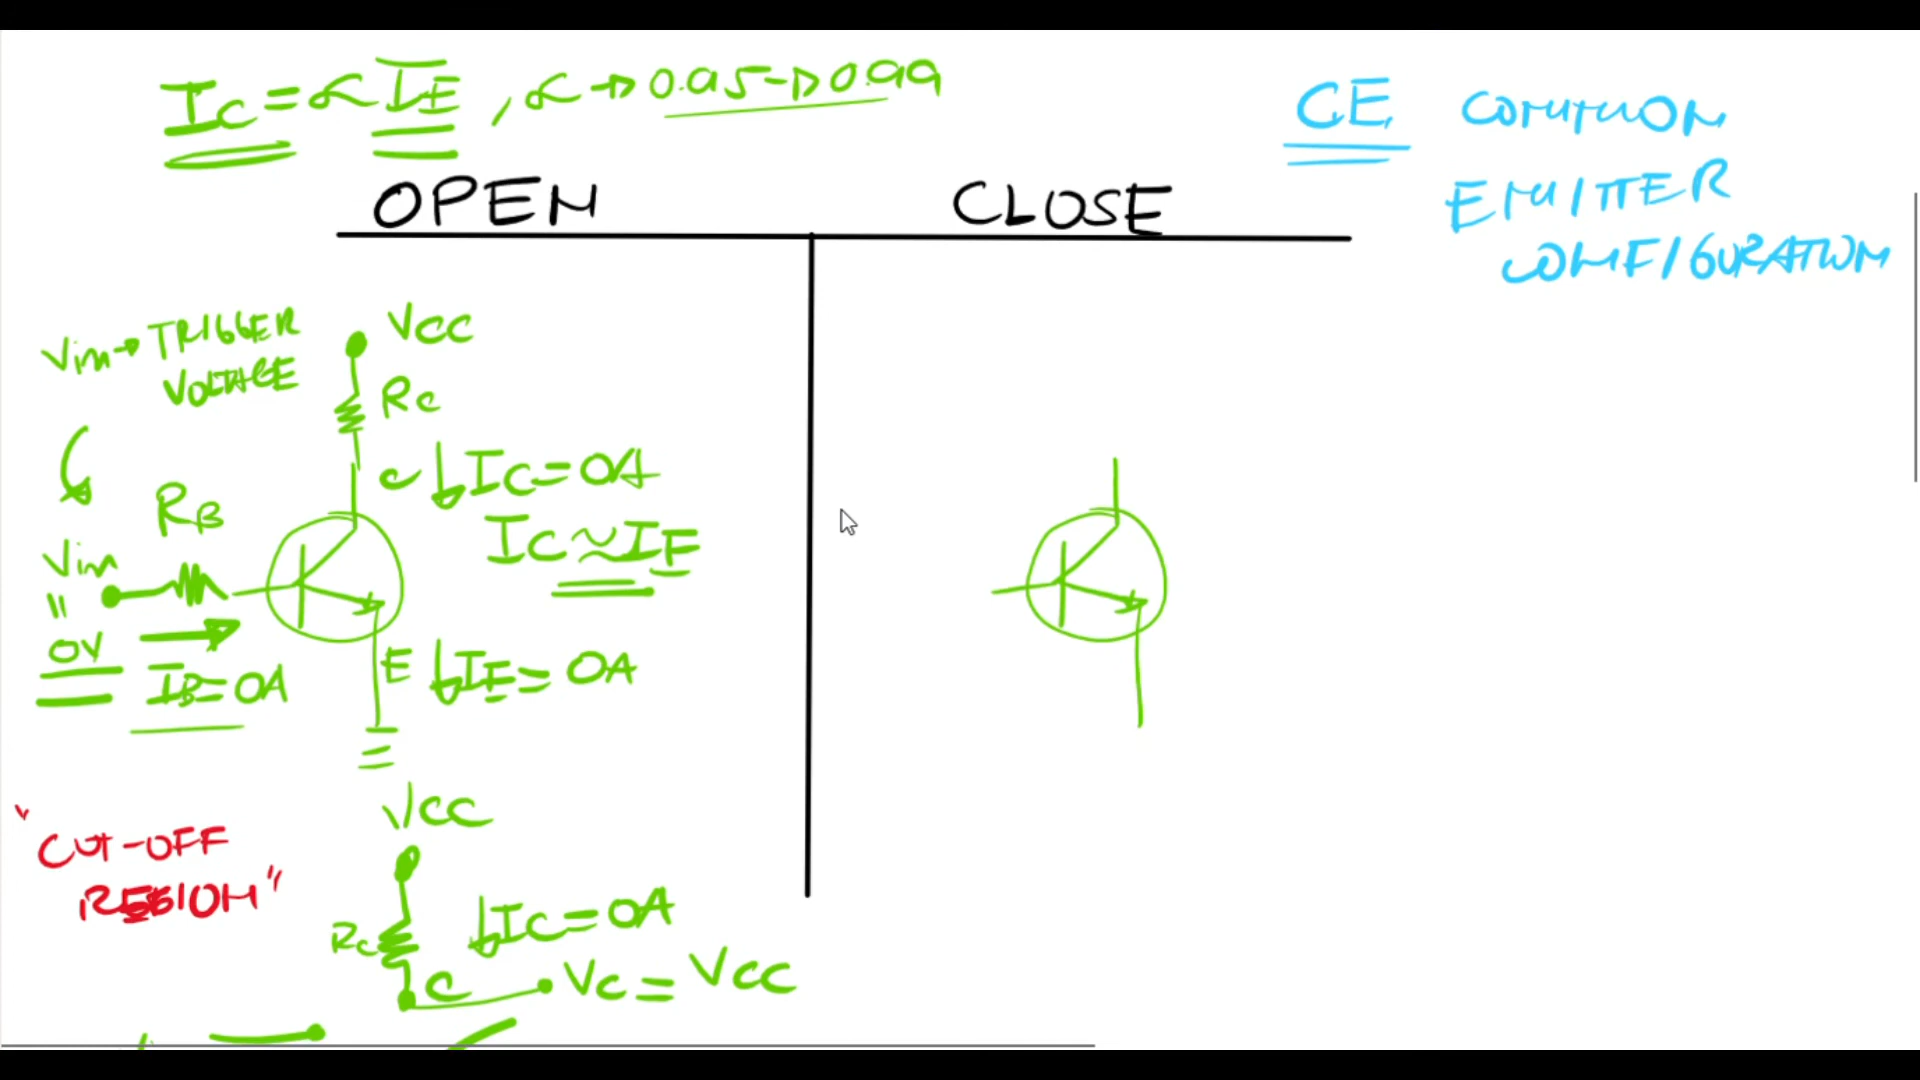 IC = αIE, α → 0.95 → 0.99
CE COMMON
EMITTER
CONFIGURATION
OPEN
CLOSE
Vin → TRIGGER
VOLTAGE
VCC
RC
C ↓IC = 0A
IC ≈ IE
RB
Vin
=
0V
IB = 0A
E ↓IE = 0A
"CUT-OFF
REGION"
VCC
RC
↓IC = 0A
C
VC = VCC